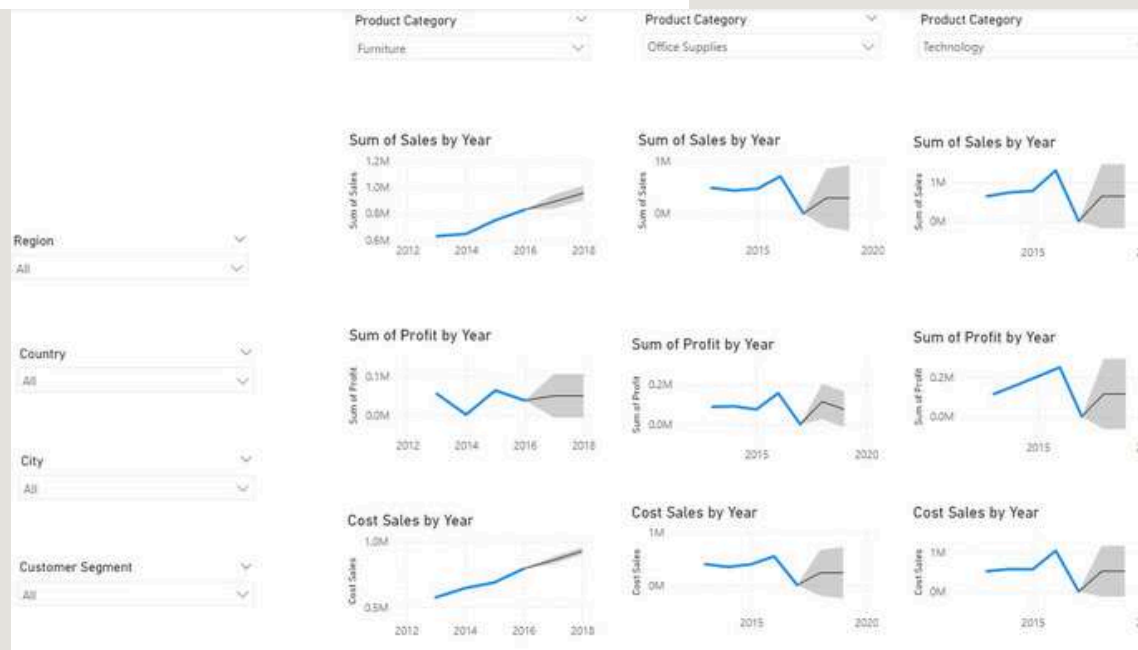 Product Category
Furniture
Product Category
Office Supplies
Product Category
Technology
Region
All
Country
All
City
All
Customer Segment
All
Sum of Sales by Year
Sum of Sales
1.2M
1.0M
0.8M
0.6M
2012
2014
2016
2018
Sum of Sales by Year
Sum of Sales
1M
0M
2015
2020
Sum of Sales by Year
Sum of Sales
1M
0M
2015
Sum of Profit by Year
Sum of Profit
0.1M
0.0M
2012
2014
2016
2018
Sum of Profit by Year
Sum of Profit
0.2M
0.0M
2015
2020
Sum of Profit by Year
Sum of Profit
0.2M
0.0M
2015
Cost Sales by Year
Cost Sales
1.0M
0.5M
2012
2014
2016
2018
Cost Sales by Year
Cost Sales
1M
0M
2015
2020
Cost Sales by Year
Cost Sales
1M
0M
2015